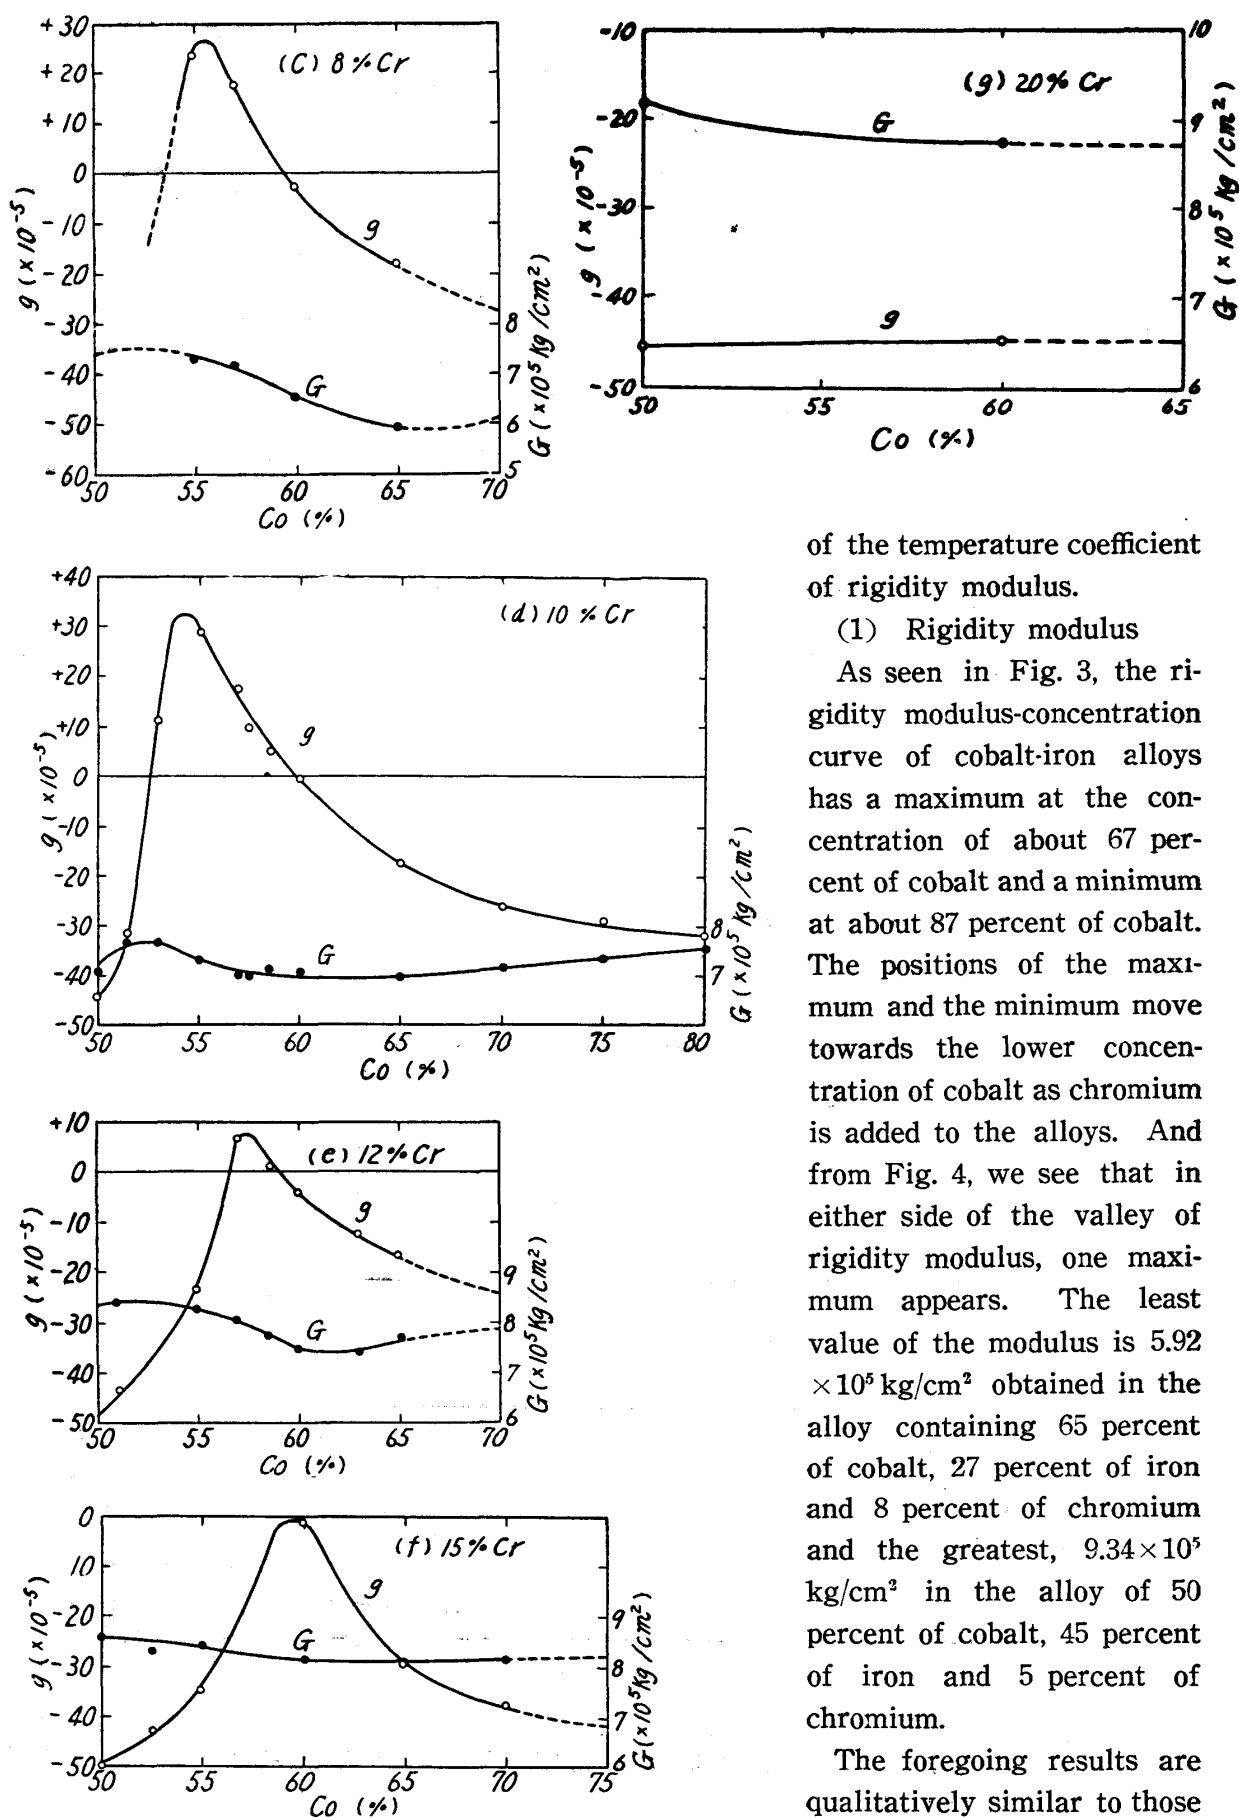 +30
+20
+10
0
-10
-20
-30
-40
-50
-60
g (×10⁻⁵)
(C) 8%Cr
g
G
8
7
6
5
G (×10⁵ Kg/cm²)
50 55 60 65 70
Co (%)
-10
-20
-30
-40
-50
g (×10⁻⁵)
(g) 20% Cr
G
g
10
9
8
7
6
G (×10⁵ Kg/cm²)
50 55 60 65
Co (%)
+40
+30
+20
+10
0
-10
-20
-30
-40
-50
g (×10⁻⁵)
(d) 10 %Cr
g
G
8
7
G (×10⁵ Kg/cm²)
50 55 60 65 70 75 80
Co (%)
+10
0
-10
-20
-30
-40
-50
g (×10⁻⁵)
(e) 12%Cr
g
G
9
8
7
6
G (×10⁵ Kg/cm²)
50 55 60 65 70
Co (%)
0
10
-20
-30
-40
-50
g (×10⁻⁵)
(f) 15%Cr
g
G
9
8
7
6
G (×10⁵ Kg/cm²)
50 55 60 65 70 75
Co (%)
of the temperature coefficient
of rigidity modulus.
(1) Rigidity modulus
As seen in Fig. 3, the ri-
gidity modulus-concentration
curve of cobalt-iron alloys
has a maximum at the con-
centration of about 67 per-
cent of cobalt and a minimum
at about 87 percent of cobalt.
The positions of the maxi-
mum and the minimum move
towards the lower concen-
tration of cobalt as chromium
is added to the alloys. And
from Fig. 4, we see that in
either side of the valley of
rigidity modulus, one maxi-
mum appears. The least
value of the modulus is 5.92
×10⁵ kg/cm² obtained in the
alloy containing 65 percent
of cobalt, 27 percent of iron
and 8 percent of chromium
and the greatest, 9.34×10⁵
kg/cm² in the alloy of 50
percent of cobalt, 45 percent
of iron and 5 percent of
chromium.
The foregoing results are
qualitatively similar to those